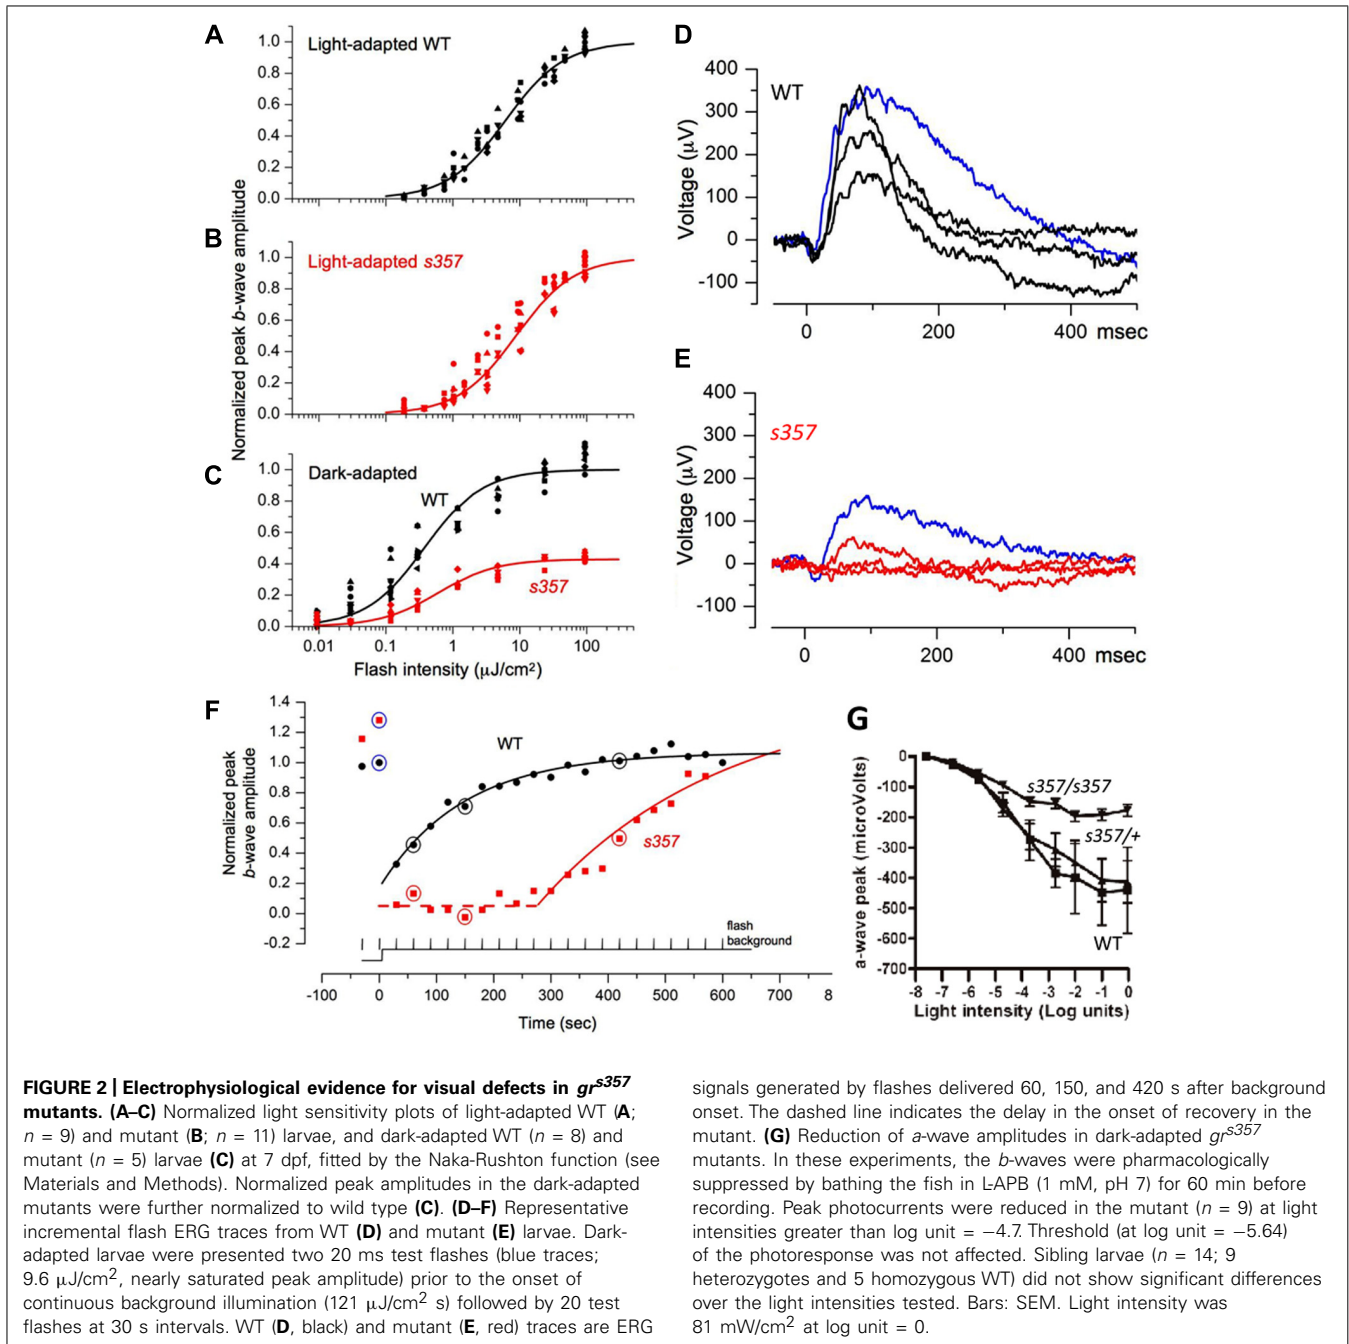 A
Light-adapted WT
1.0
0.8
0.6
0.4
0.2
0.0
B
Light-adapted s357
1.0
0.8
0.6
0.4
0.2
0.0
Normalized peak b-wave amplitude
C
Dark-adapted
WT
s357
1.0
0.8
0.6
0.4
0.2
0.0
0.01 0.1 1 10 100
Flash intensity (μJ/cm²)
D
WT
400
300
200
100
0
-100
Voltage (μV)
0 200 400 msec
E
s357
400
300
200
100
0
-100
Voltage (μV)
0 200 400 msec
F
1.4
1.2
1.0
0.8
0.6
0.4
0.2
0.0
-0.2
Normalized peak
b-wave amplitude
WT
s357
flash
background
-100 0 100 200 300 400 500 600 700 8
Time (sec)
G
0
-100
-200
-300
-400
-500
-600
-700
a-wave peak (microVolts)
s357/s357
s357/+
WT
-8 -7 -6 -5 -4 -3 -2 -1 0
Light intensity (Log units)
FIGURE 2 | Electrophysiological evidence for visual defects in gr^s357
mutants. (A–C) Normalized light sensitivity plots of light-adapted WT (A;
n = 9) and mutant (B; n = 11) larvae, and dark-adapted WT (n = 8) and
mutant (n = 5) larvae (C) at 7 dpf, fitted by the Naka-Rushton function (see
Materials and Methods). Normalized peak amplitudes in the dark-adapted
mutants were further normalized to wild type (C). (D–F) Representative
incremental flash ERG traces from WT (D) and mutant (E) larvae. Dark-
adapted larvae were presented two 20 ms test flashes (blue traces;
9.6 μJ/cm², nearly saturated peak amplitude) prior to the onset of
continuous background illumination (121 μJ/cm² s) followed by 20 test
flashes at 30 s intervals. WT (D, black) and mutant (E, red) traces are ERG
signals generated by flashes delivered 60, 150, and 420 s after background
onset. The dashed line indicates the delay in the onset of recovery in the
mutant. (G) Reduction of a-wave amplitudes in dark-adapted gr^s357
mutants. In these experiments, the b-waves were pharmacologically
suppressed by bathing the fish in L-APB (1 mM, pH 7) for 60 min before
recording. Peak photocurrents were reduced in the mutant (n = 9) at light
intensities greater than log unit = −4.7. Threshold (at log unit = −5.64)
of the photoresponse was not affected. Sibling larvae (n = 14; 9
heterozygotes and 5 homozygous WT) did not show significant differences
over the light intensities tested. Bars: SEM. Light intensity was
81 mW/cm² at log unit = 0.